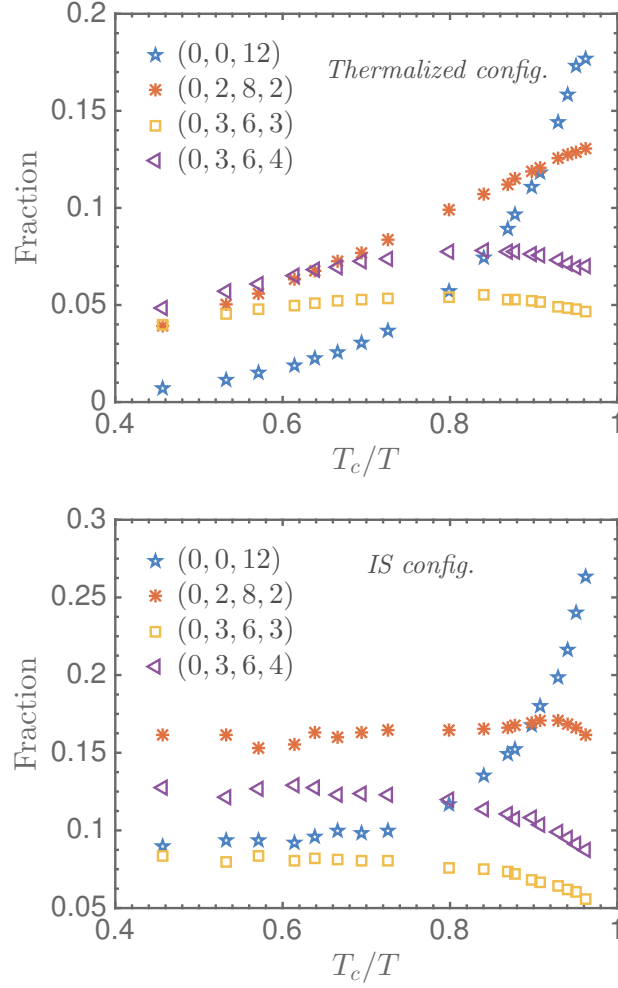 0.2
0.15
0.1
0.05
0
Fraction
(0, 0, 12)
(0, 2, 8, 2)
(0, 3, 6, 3)
(0, 3, 6, 4)
Thermalized config.
0.4
0.6
0.8
1
T_c/T
0.3
0.25
0.2
0.15
0.1
0.05
Fraction
(0, 0, 12)
(0, 2, 8, 2)
(0, 3, 6, 3)
(0, 3, 6, 4)
IS config.
0.4
0.6
0.8
1
T_c/T